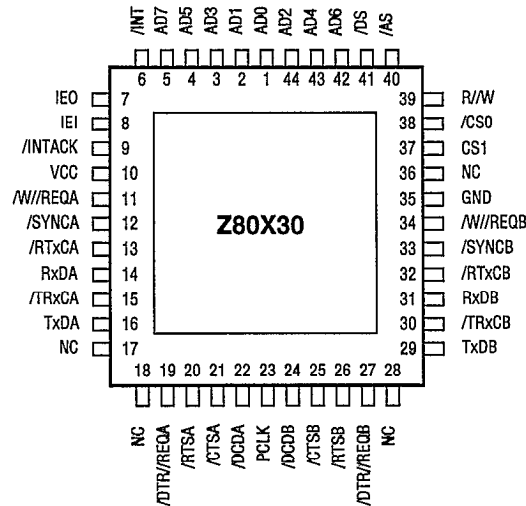 /INT AD7 AD5 AD3 AD1 AD0 AD2 AD4 AD6 /DS /AS
6 5 4 3 2 1 44 43 42 41 40
IEO 7 39 R//W
IEI 8 38 /CS0
/INTACK 9 37 CS1
VCC 10 36 NC
/W//REQA 11 35 GND
/SYNCA 12 34 /W//REQB
/RTxCA 13 33 /SYNCB
RxDA 14 32 /RTxCB
/TRxCA 15 31 RxDB
TxDA 16 30 /TRxCB
NC 17 29 TxDB
Z80X30
18 19 20 21 22 23 24 25 26 27 28
NC /DTR//REQA /RTSA /CTSA /DCDA PCLK /DCDB /CTSB /RTSB /DTR//REQB NC